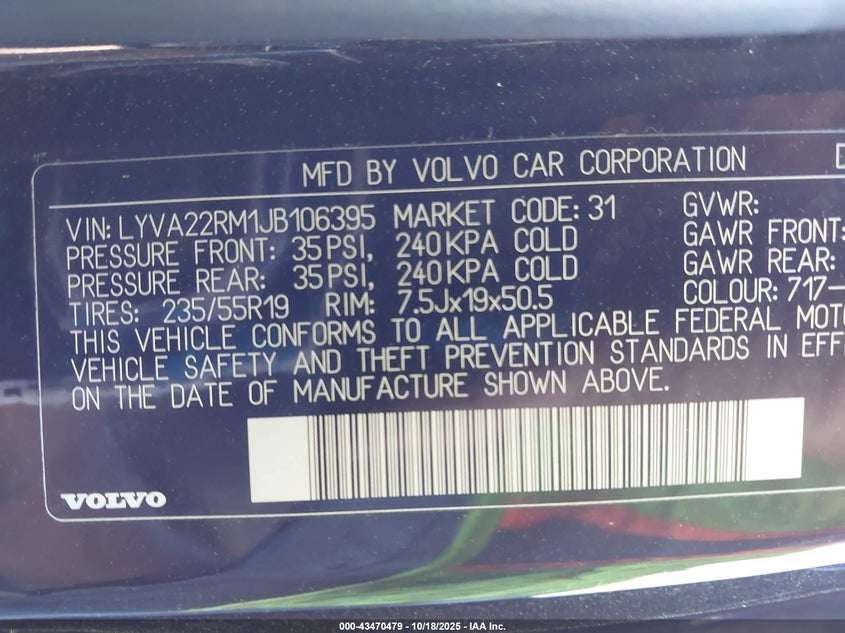 MFD BY VOLVO CAR CORPORATION
VIN: LYVA22RM1JB106395 MARKET CODE: 31 GVWR:
PRESSURE FRONT: 35 PSI, 240 KPA COLD GAWR FRONT:
PRESSURE REAR: 35 PSI, 240 KPA COLD GAWR REAR:
TIRES: 235/55R19 RIM: 7.5Jx19x50.5 COLOUR: 717-
THIS VEHICLE CONFORMS TO ALL APPLICABLE FEDERAL MOTO
VEHICLE SAFETY AND THEFT PREVENTION STANDARDS IN EFFE
ON THE DATE OF MANUFACTURE SHOWN ABOVE.
VOLVO
000-43470479 - 10/18/2025 - IAA Inc.